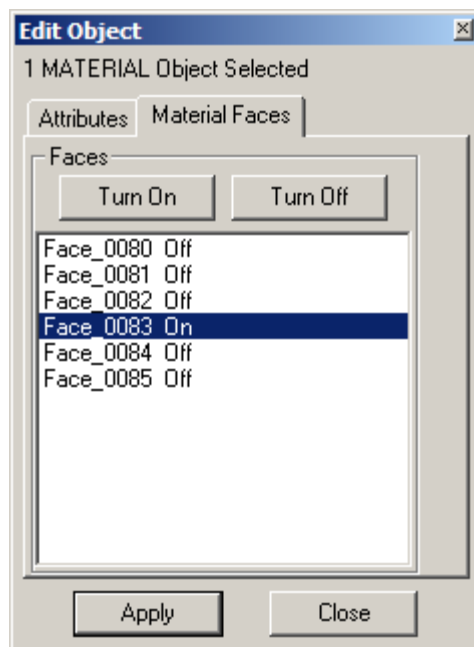 Edit Object
1 MATERIAL Object Selected
Attributes Material Faces
Faces
Turn On Turn Off
Face_0080 Off
Face_0081 Off
Face_0082 Off
Face_0083 On
Face_0084 Off
Face_0085 Off
Apply Close